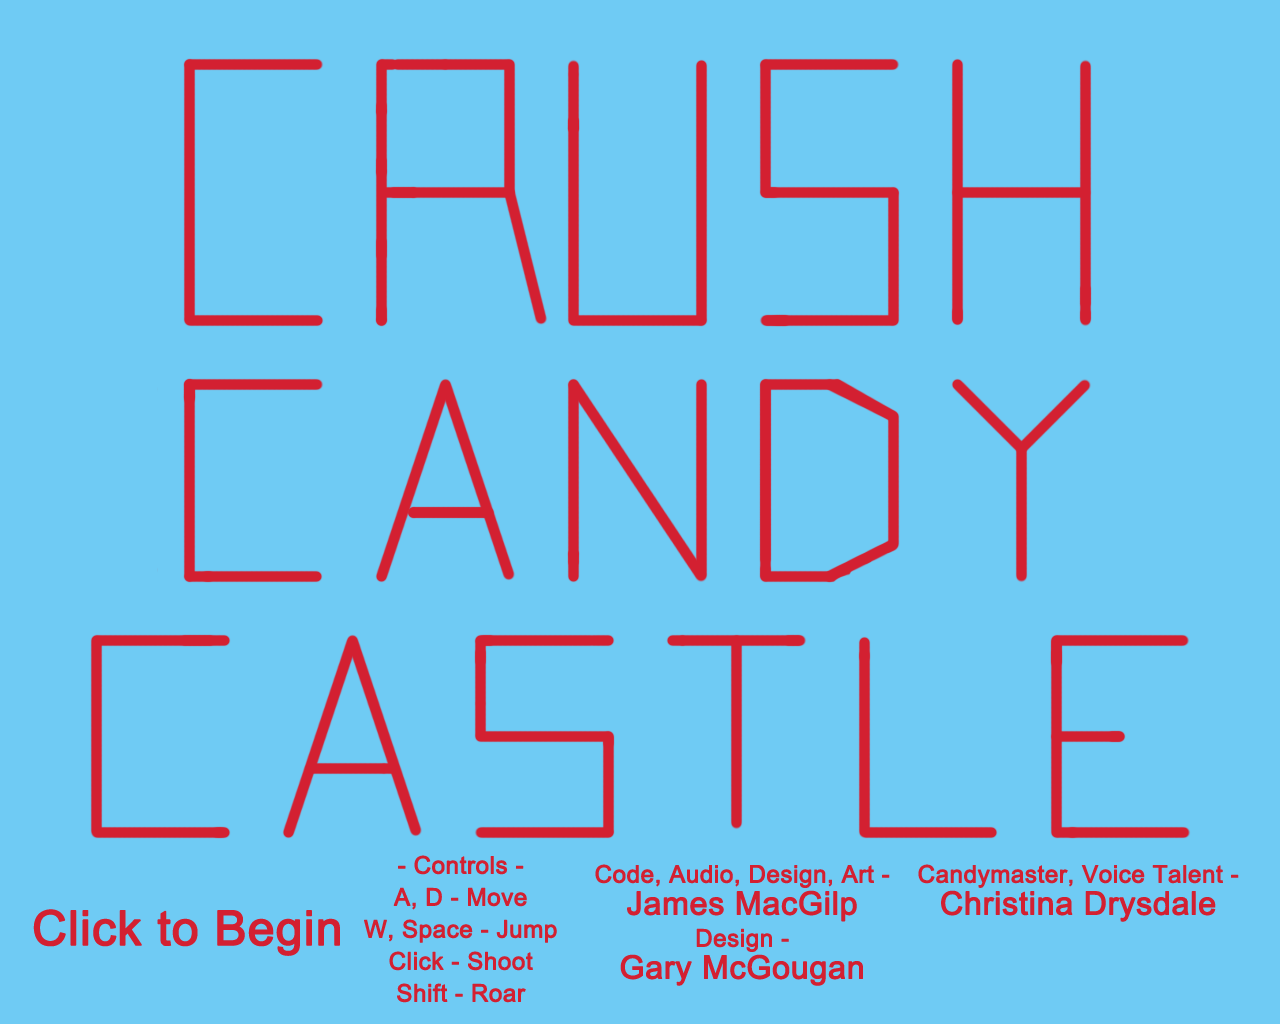 CRUSH
CANDY
CASTLE
Click to Begin
- Controls -
A, D - Move
W, Space - Jump
Click - Shoot
Shift - Roar
Code, Audio, Design, Art -
James MacGilp
Design -
Gary McGougan
Candymaster, Voice Talent -
Christina Drysdale